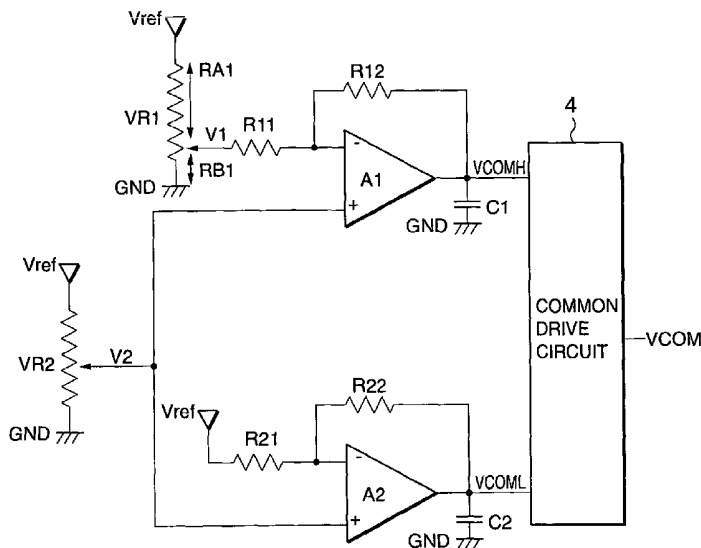 Vref
RA1
R12
VR1
V1
R11
4
-
A1
VCOMH
RB1
GND
+
C1
GND
Vref
COMMON
DRIVE
CIRCUIT
VCOM
VR2
V2
R22
Vref
GND
R21
-
A2
VCOML
+
C2
GND